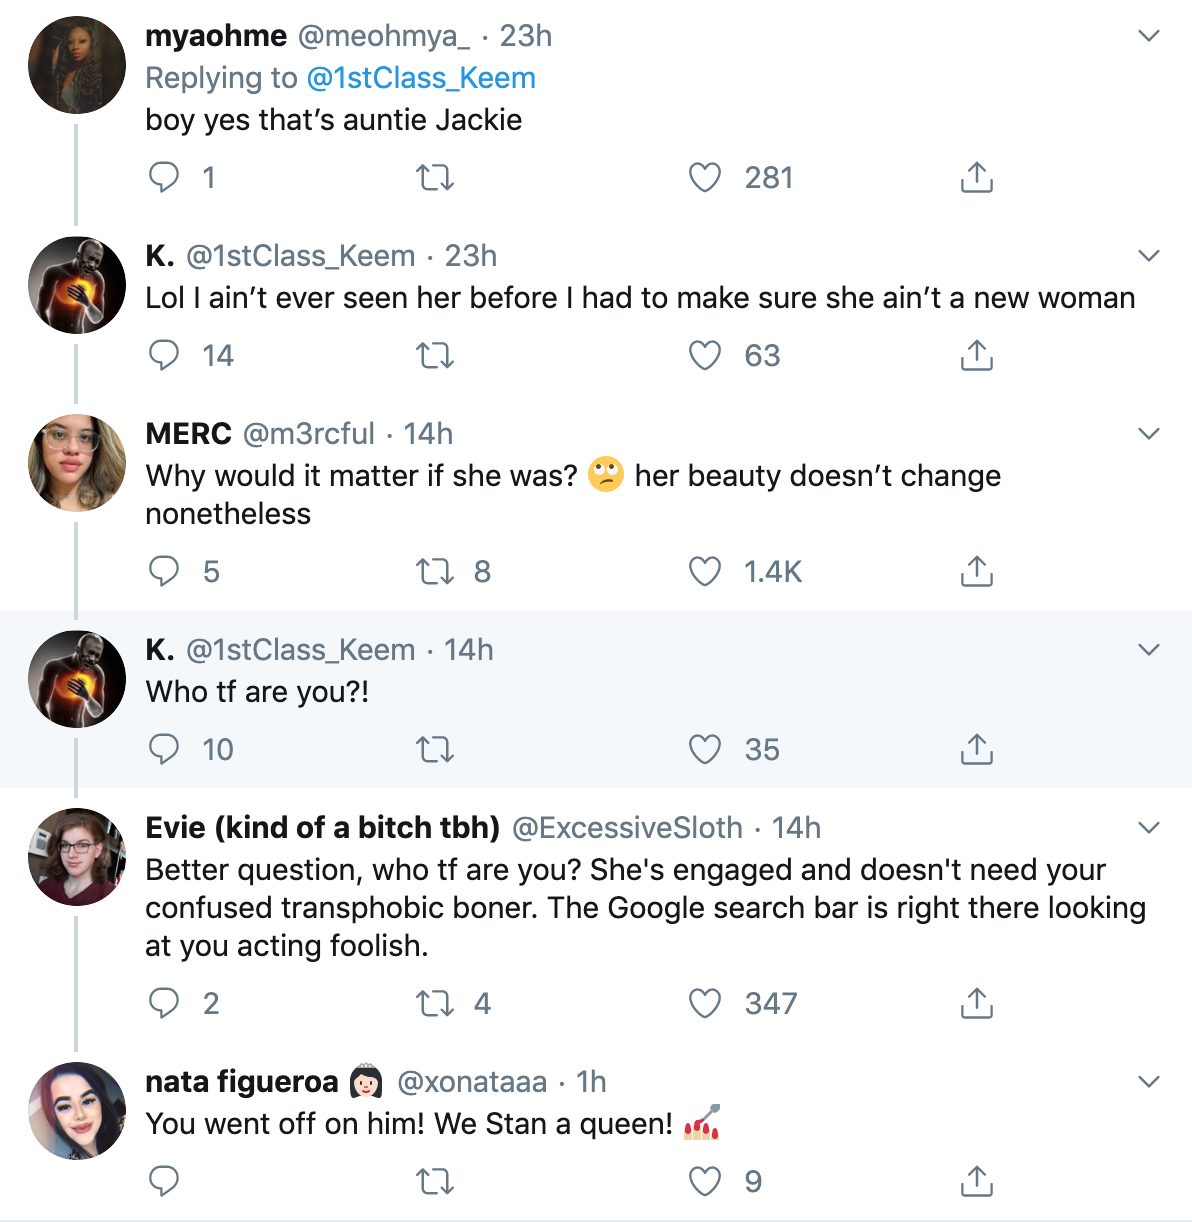 myaohme @meohmya_ · 23h
Replying to @1stClass_Keem
boy yes that’s auntie Jackie
1 281
K. @1stClass_Keem · 23h
Lol I ain’t ever seen her before I had to make sure she ain’t a new woman
14 63
MERC @m3rcful · 14h
Why would it matter if she was? 🙄 her beauty doesn’t change
nonetheless
5 8 1.4K
K. @1stClass_Keem · 14h
Who tf are you?!
10 35
Evie (kind of a bitch tbh) @ExcessiveSloth · 14h
Better question, who tf are you? She's engaged and doesn't need your
confused transphobic boner. The Google search bar is right there looking
at you acting foolish.
2 4 347
nata figueroa 👸🏻 @xonataaa · 1h
You went off on him! We Stan a queen! 💅🏻
9